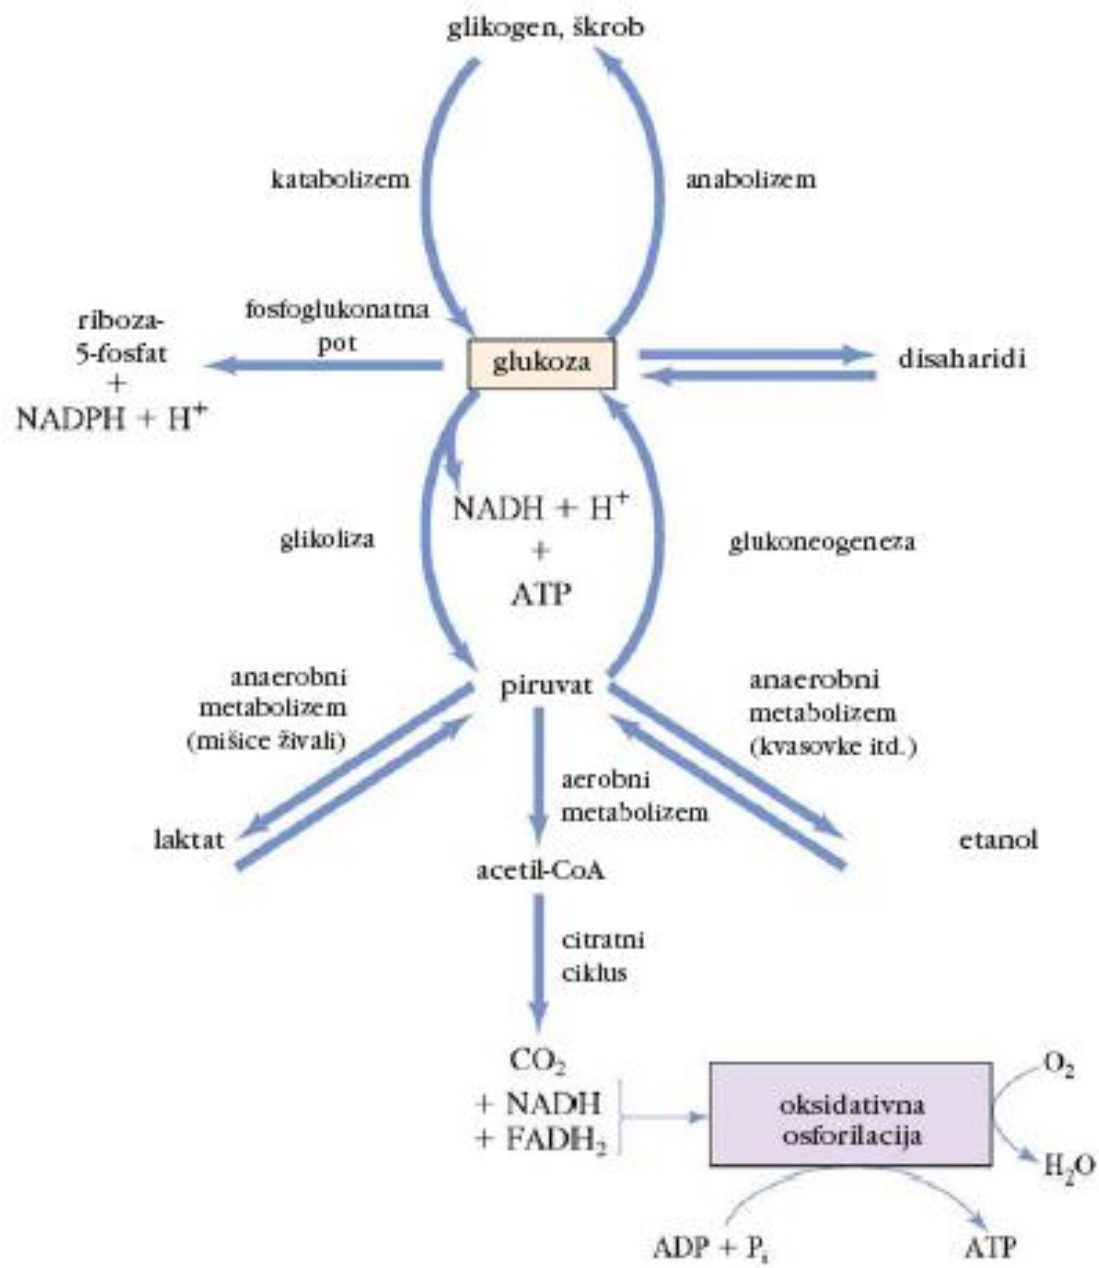 glikogen, škrob
katabolizem
anabolizem
riboza-
5-fosfat
+
NADPH + H⁺
fosfoglukonatna
pot
glukoza
disaharidi
NADH + H⁺
+
ATP
glikoliza
glukoneogeneza
anaerobni
metabolizem
(mišice živali)
piruvat
anaerobni
metabolizem
(kvasovke itd.)
aerobni
metabolizem
laktat
etanol
acetil-CoA
citratni
ciklus
CO₂
+ NADH
+ FADH₂
oksidativna
osforilacija
O₂
H₂O
ADP + Pᵢ
ATP